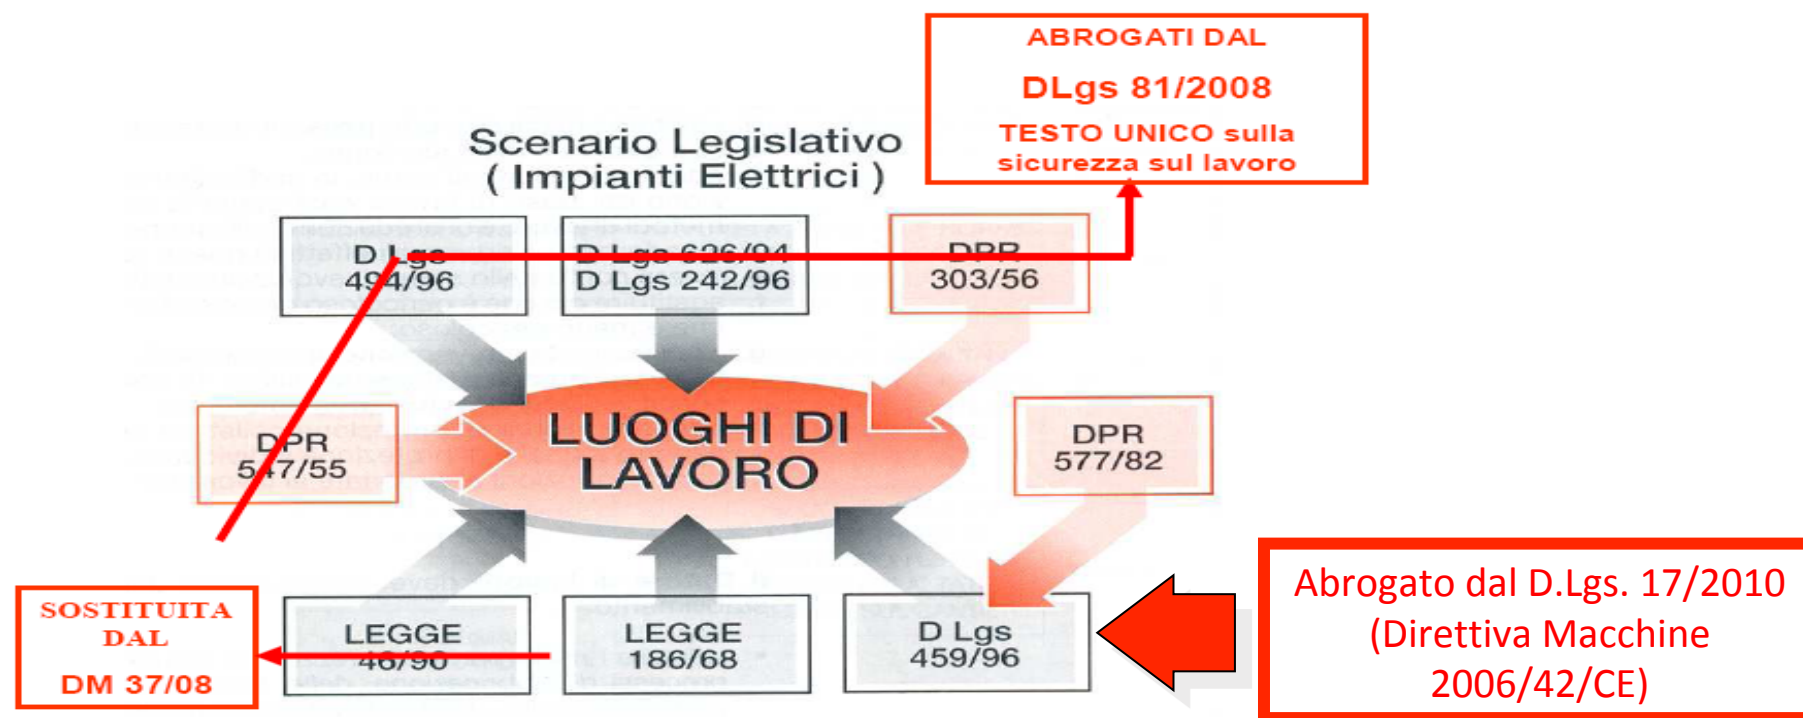 ABROGATI DAL
DLgs 81/2008
TESTO UNICO sulla
sicurezza sul lavoro
Scenario Legislativo
( Impianti Elettrici )
D Lgs
494/96
D Lgs 626/94
D Lgs 242/96
DPR
303/56
DPR
547/55
LUOGHI DI
LAVORO
DPR
577/82
SOSTITUITA
DAL
DM 37/08
LEGGE
46/90
LEGGE
186/68
D Lgs
459/96
Abrogato dal D.Lgs. 17/2010
(Direttiva Macchine
2006/42/CE)